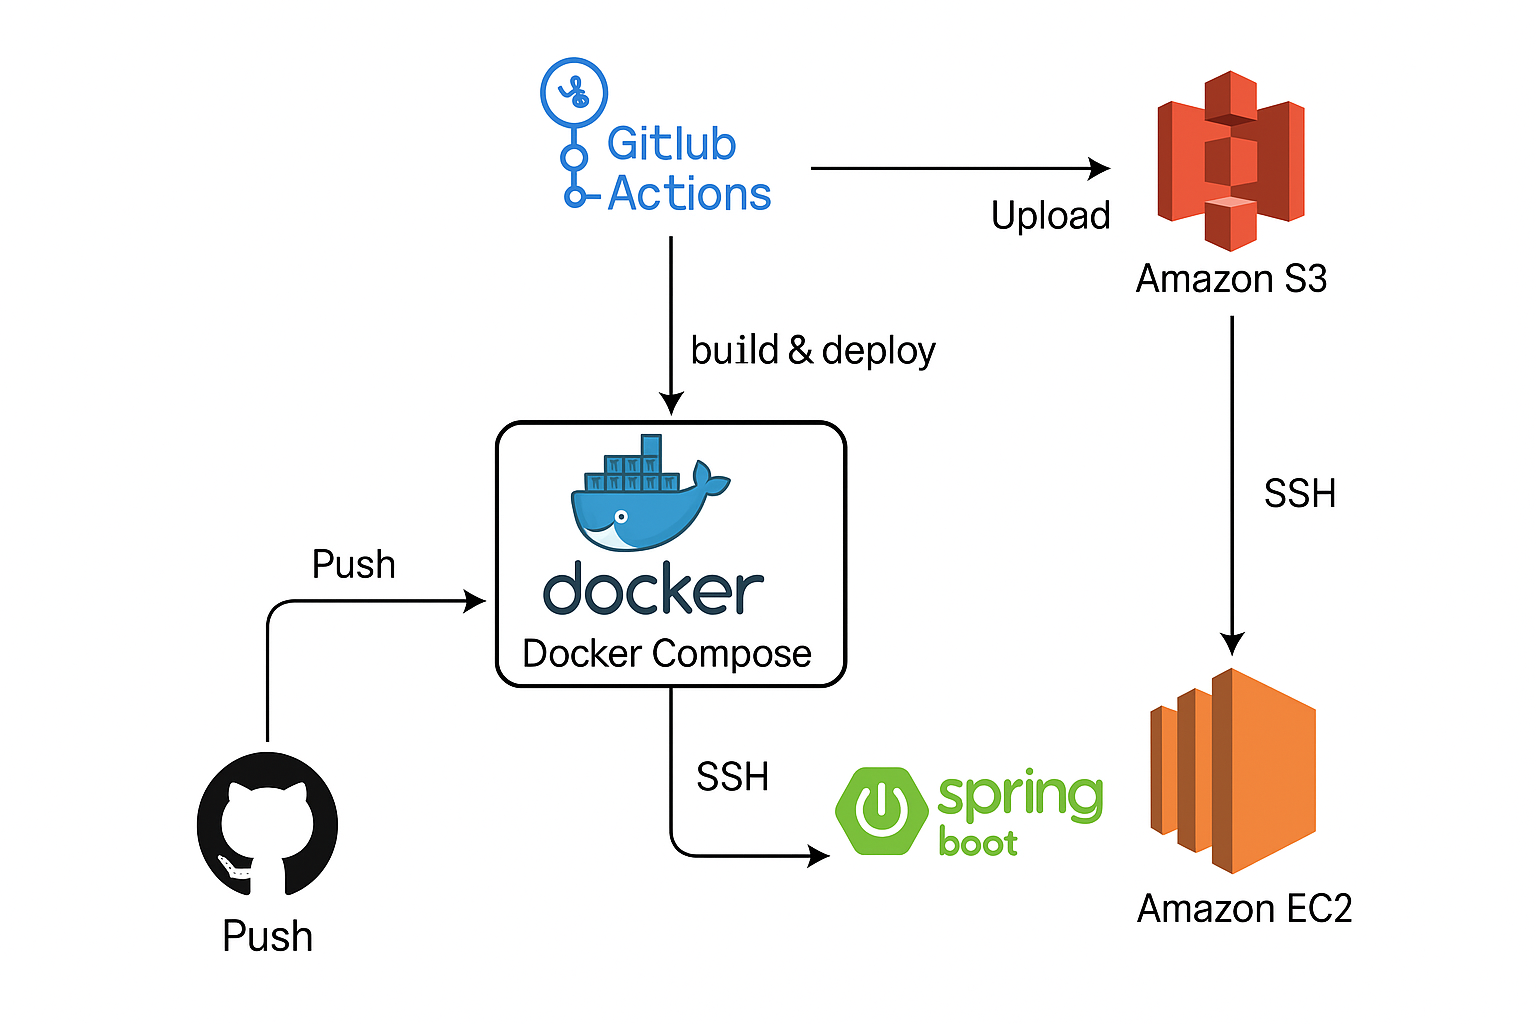 Gitlub
Actions
Upload
Amazon S3
build & deploy
SSH
Push
docker
Docker Compose
SSH
spring
boot
Amazon EC2
Push